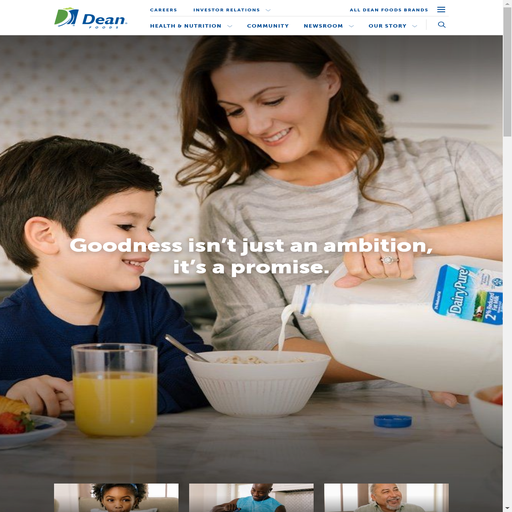 Dean
FOODS
CAREERS
INVESTOR RELATIONS
ALL DEAN FOODS BRANDS
HEALTH & NUTRITION
COMMUNITY
NEWSROOM
OUR STORY
Goodness isn't just an ambition,
it's a promise.
DairyPure
2%